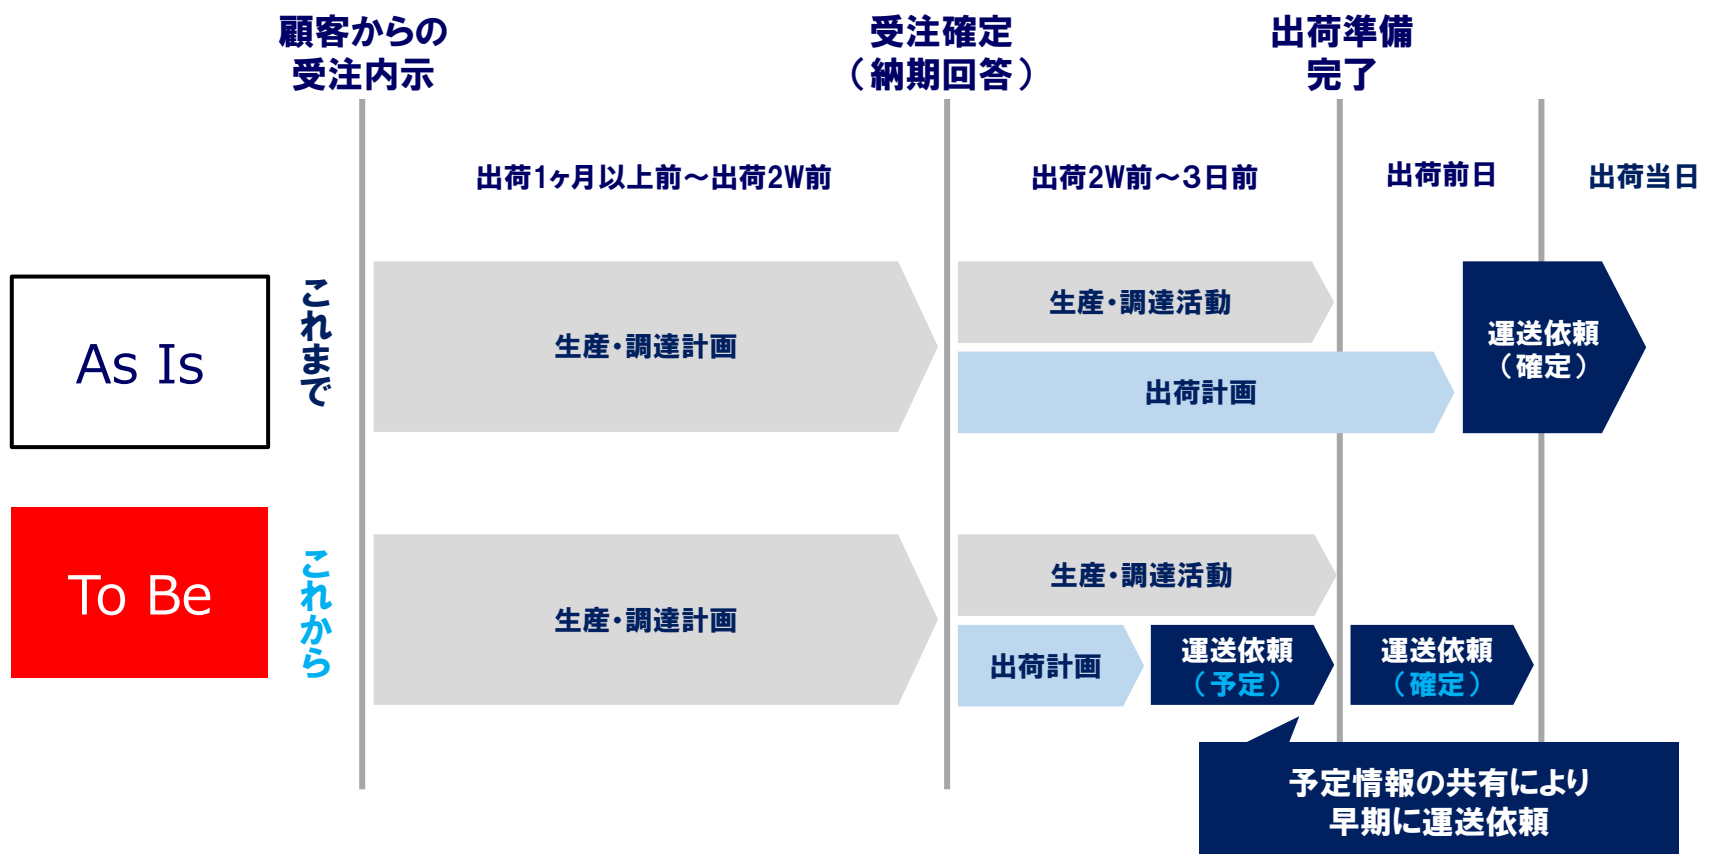 顧客からの
受注内示
受注確定
（納期回答）
出荷準備
完了
出荷1ヶ月以上前～出荷2W前
出荷2W前～３日前
出荷前日
出荷当日
As Is
これまで
生産・調達計画
生産・調達活動
出荷計画
運送依頼
（確定）
To Be
これから
生産・調達計画
生産・調達活動
出荷計画
運送依頼
（予定）
運送依頼
（確定）
予定情報の共有により
早期に運送依頼